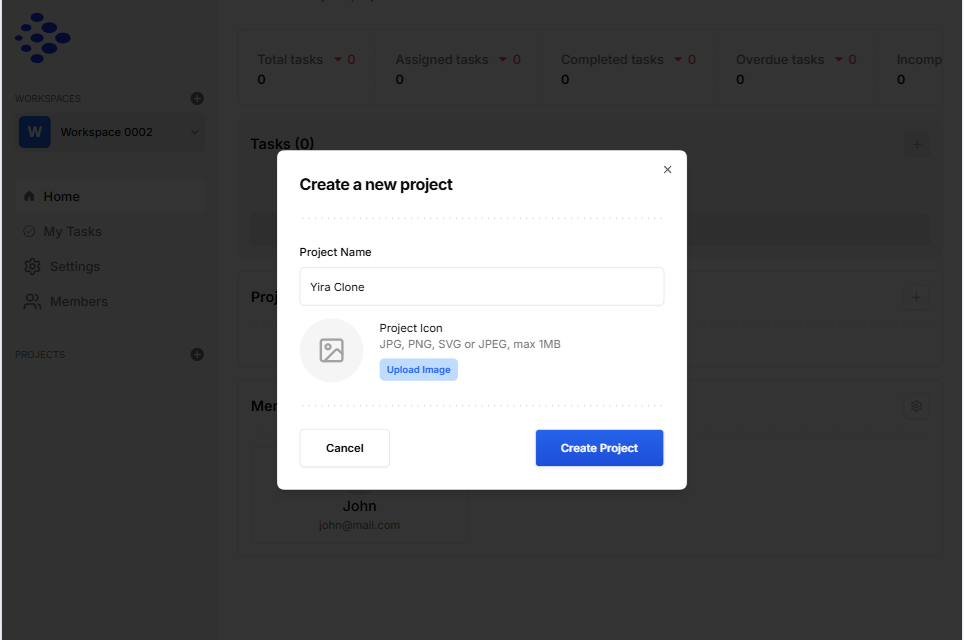 Total tasks 0
Assigned tasks 0
Completed tasks 0
Overdue tasks 0
Incomp
0
0
0
0
0
WORKSPACES
W
Workspace 0002
Home
My Tasks
Settings
Members
PROJECTS
Tasks (0)
Proj
Mem
John
john@mail.com
Create a new project
Project Name
Yira Clone
Project Icon
JPG, PNG, SVG or JPEG, max 1MB
Upload Image
Cancel
Create Project